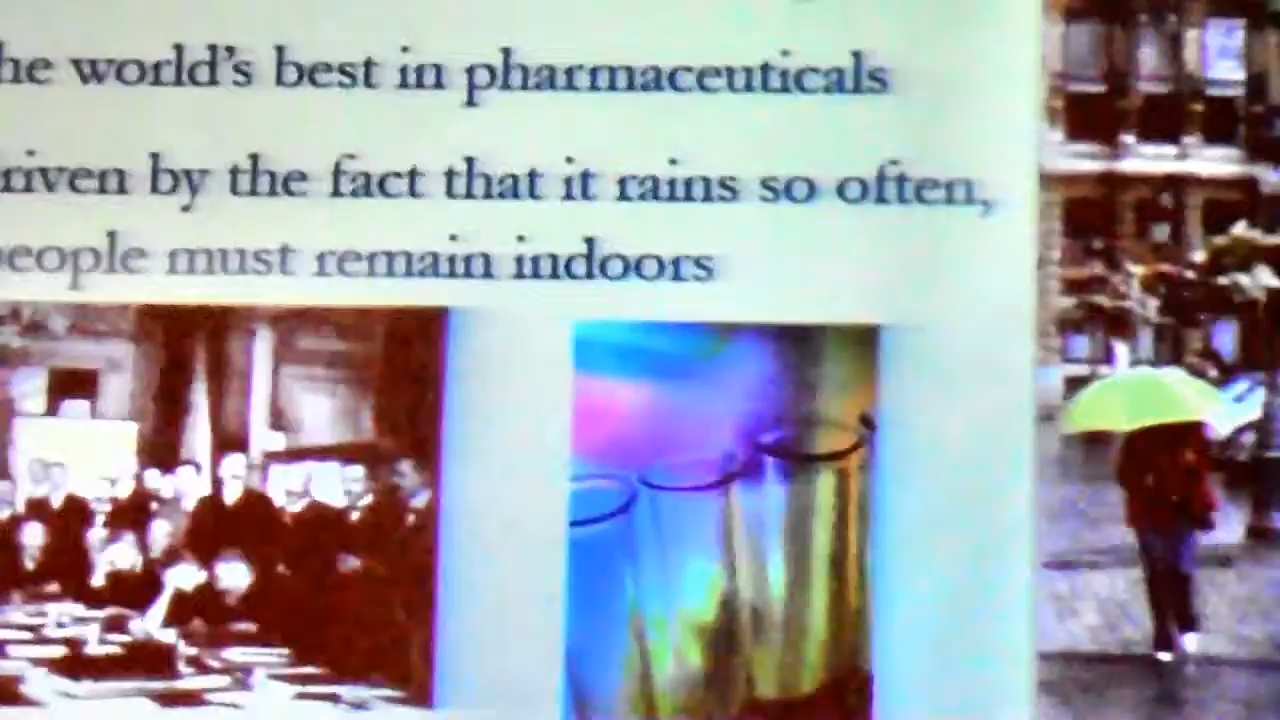 he world's best in pharmaceuticals
riven by the fact that it rains so often,
eople must remain indoors